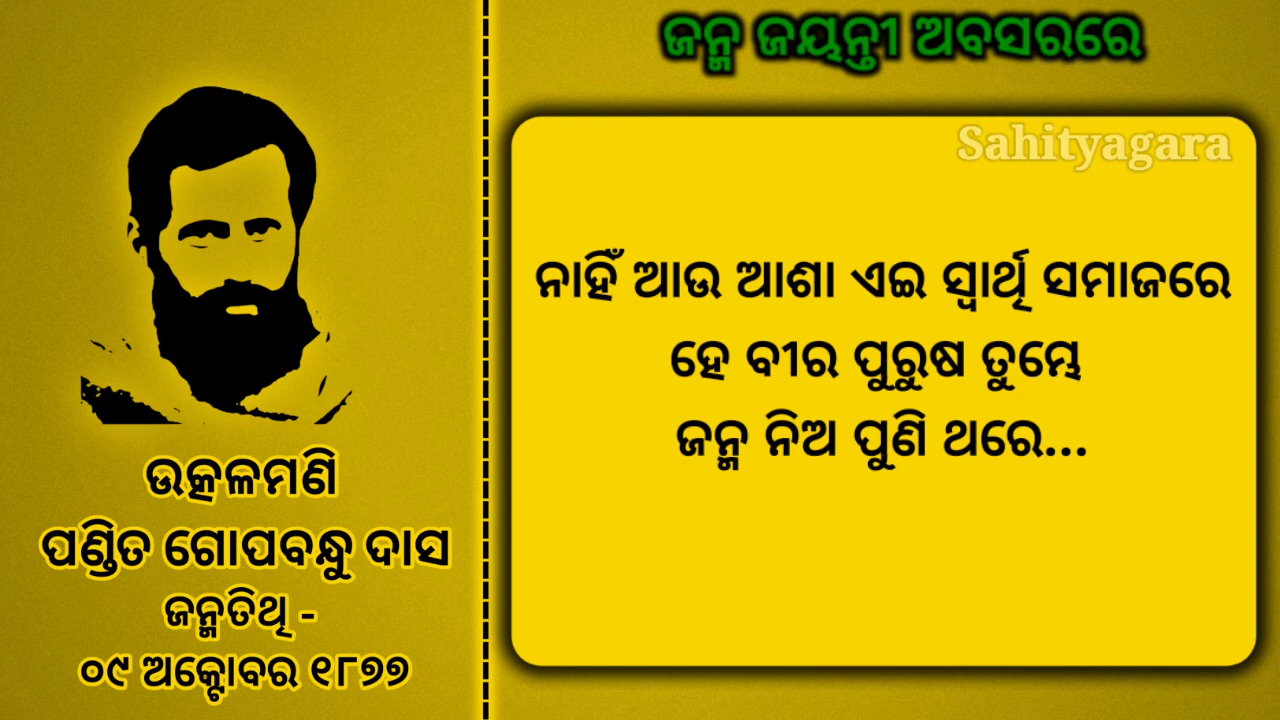 ଜନ୍ମ ଜୟନ୍ତୀ ଅବସରରେ
Sahityagara
ନାହିଁ ଆଉ ଆଶା ଏଇ ସ୍ୱାର୍ଥି ସମାଜରେ
ହେ ବୀର ପୁରୁଷ ତୁମ୍ଭେ
ଜନ୍ମ ନିଅ ପୁଣି ଥରେ...
ଉତ୍କଳମଣି
ପଣ୍ଡିତ ଗୋପବନ୍ଧୁ ଦାସ
ଜନ୍ମତିଥି -
୦୯ ଅକ୍ଟୋବର ୧୮୭୭